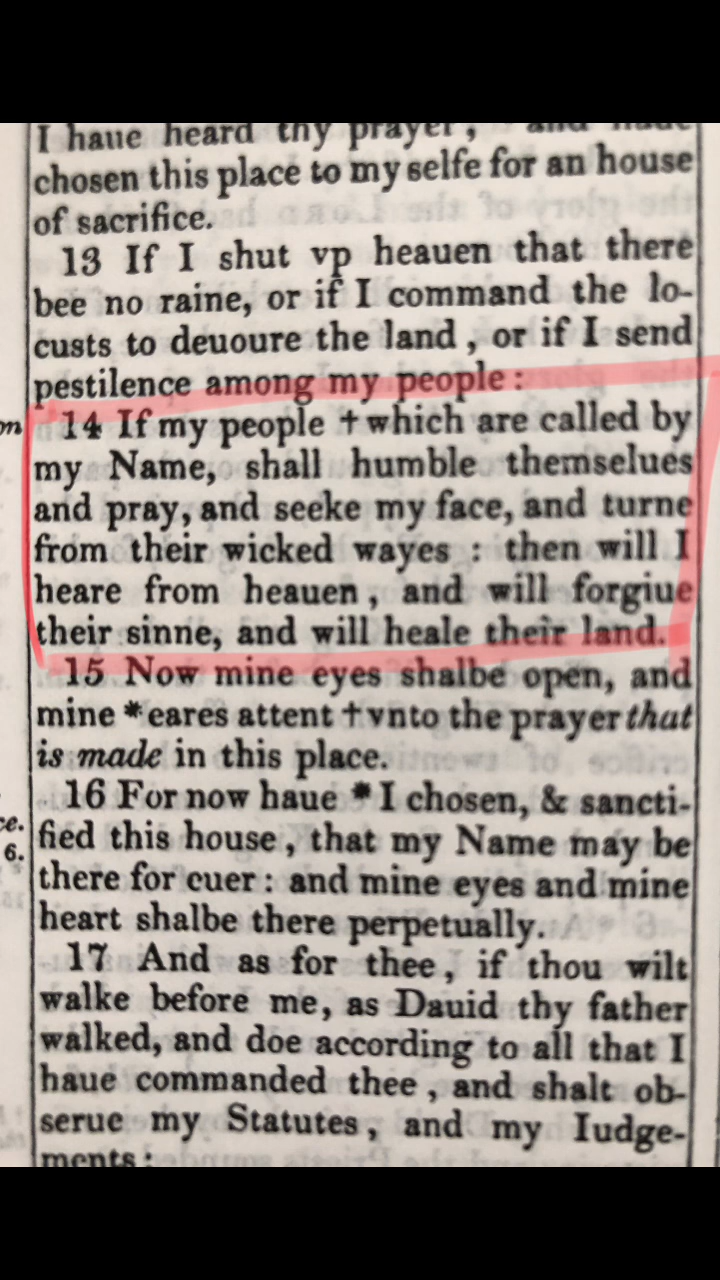 I haue heard thy prayer, and haue
chosen this place to my selfe for an house
of sacrifice.
13 If I shut vp heauen that there
bee no raine, or if I command the lo-
custs to deuoure the land , or if I send
pestilence among my people :
on
14 If my people †which are called by
my Name, shall humble themselues
and pray, and seeke my face, and turne
from their wicked wayes : then will I
heare from heauen , and will forgiue
their sinne, and will heale their land.
15 Now mine eyes shalbe open, and
mine *eares attent †vnto the prayer that
is made in this place.
16 For now haue *I chosen, & sancti-
ce.
fied this house , that my Name may be
6.
there for euer : and mine eyes and mine
heart shalbe there perpetually.
17 And as for thee , if thou wilt
walke before me, as Dauid thy father
walked, and doe according to all that I
haue commanded thee , and shalt ob-
serue my Statutes , and my Iudge-
ments :